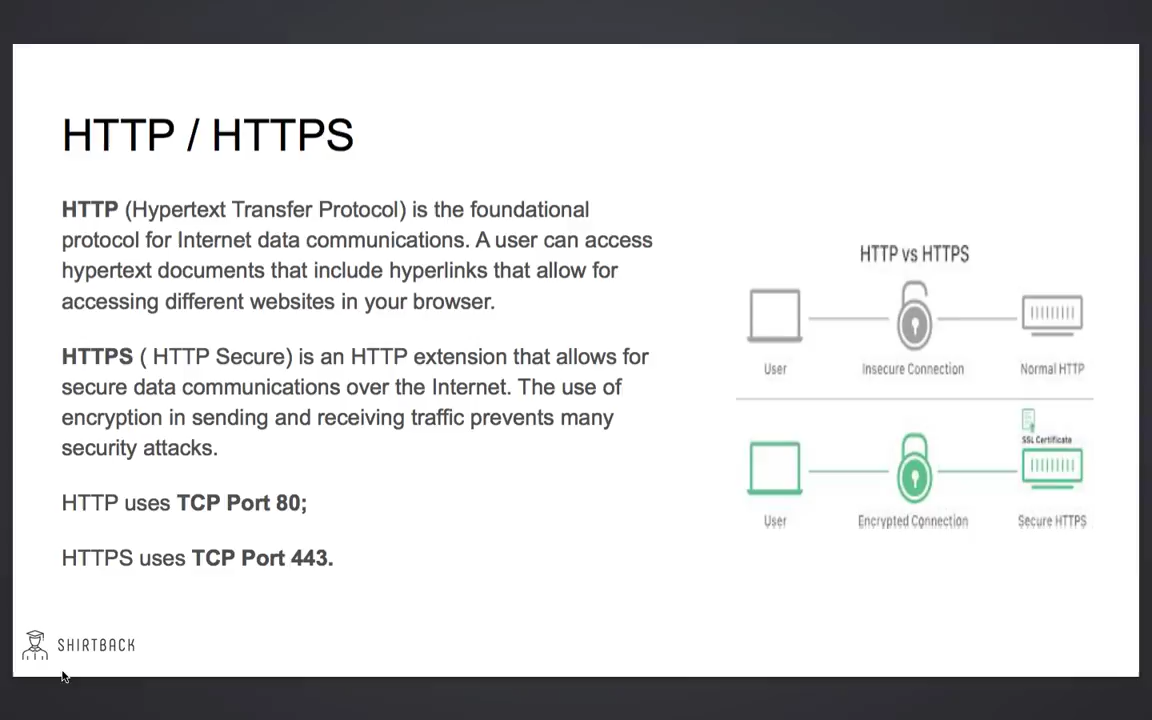 HTTP / HTTPS
HTTP (Hypertext Transfer Protocol) is the foundational
protocol for Internet data communications. A user can access
hypertext documents that include hyperlinks that allow for
accessing different websites in your browser.
HTTPS ( HTTP Secure) is an HTTP extension that allows for
secure data communications over the Internet. The use of
encryption in sending and receiving traffic prevents many
security attacks.
HTTP uses TCP Port 80;
HTTPS uses TCP Port 443.
HTTP vs HTTPS
User Insecure Connection Normal HTTP
SSL Certificate
User Encrypted Connection Secure HTTPS
SHIRTBACK